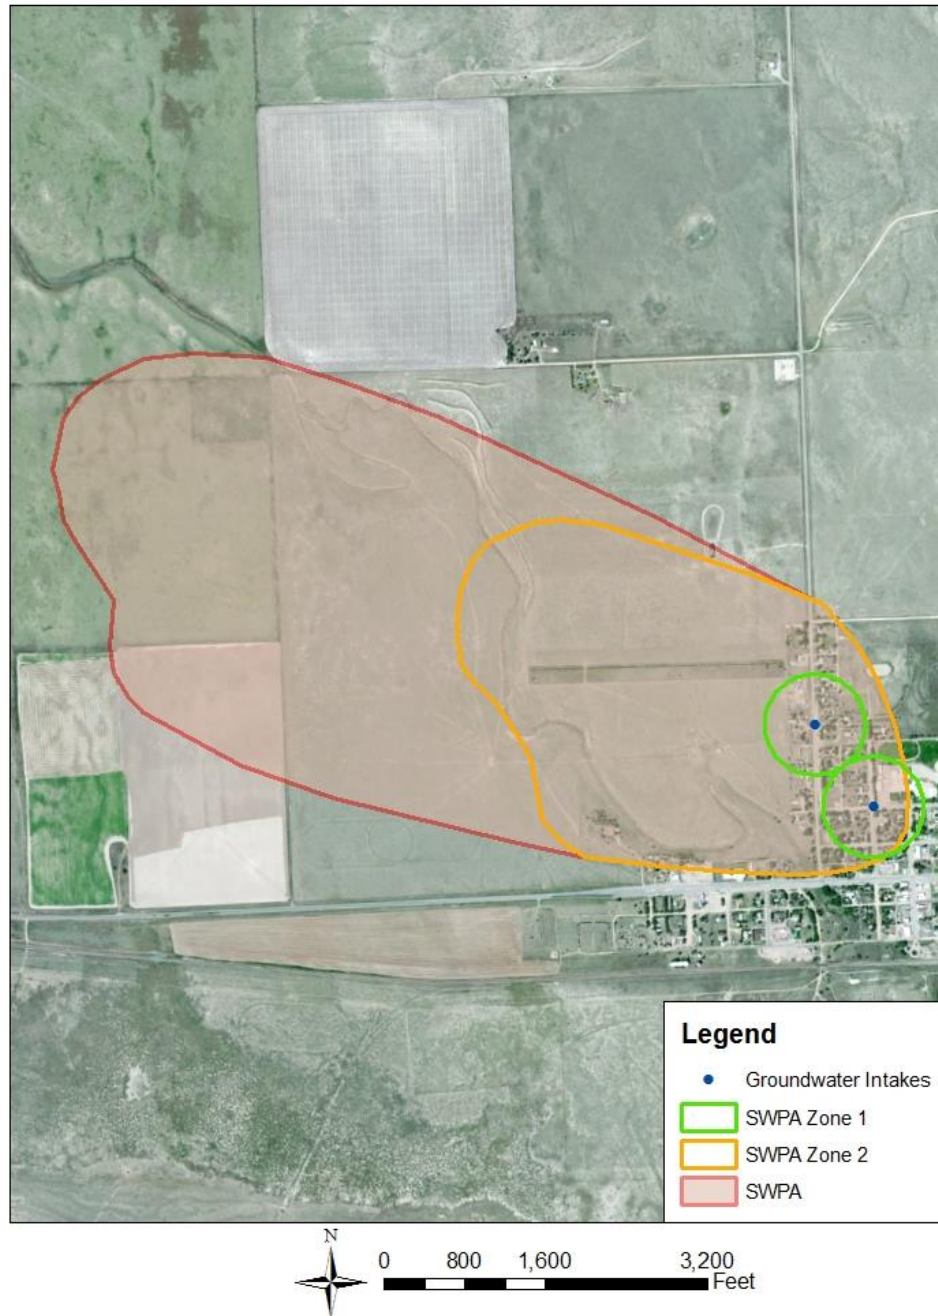 Legend
Groundwater Intakes
SWPA Zone 1
SWPA Zone 2
SWPA
N
0 800 1,600 3,200
Feet